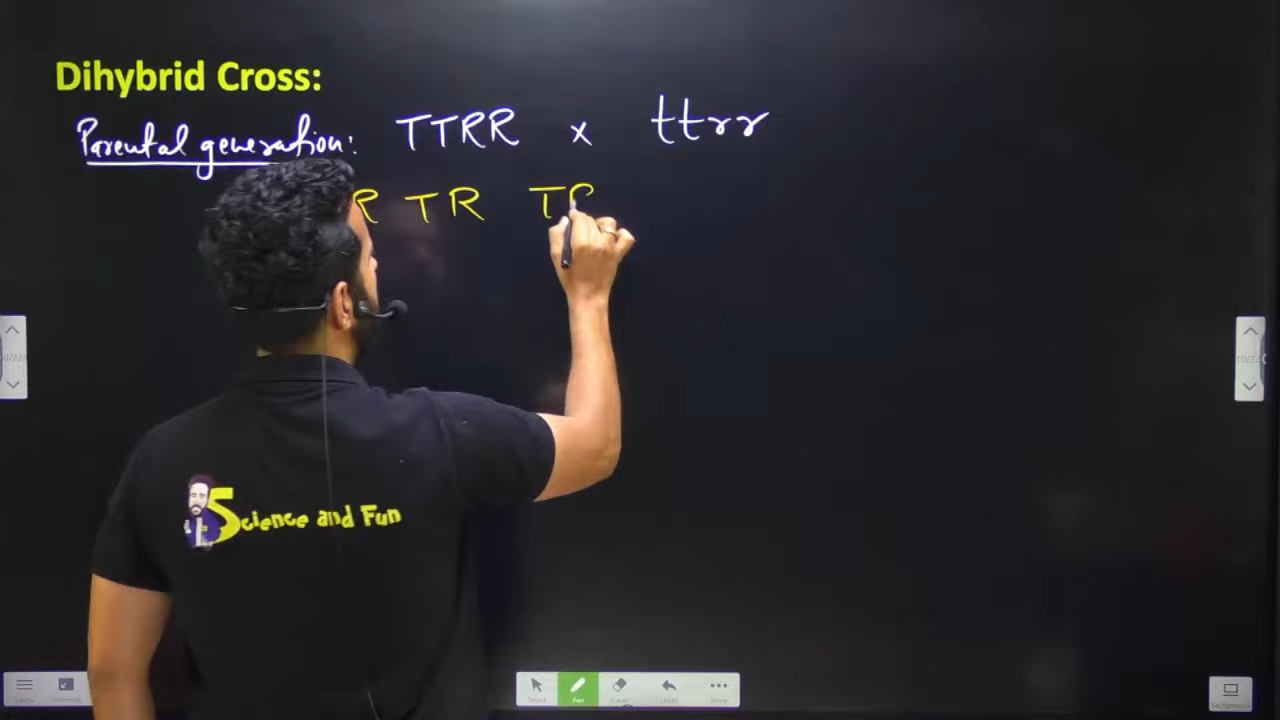 Dihybrid Cross:
Parental generation: TTRR x ttrr
R TR T
Science and Fun